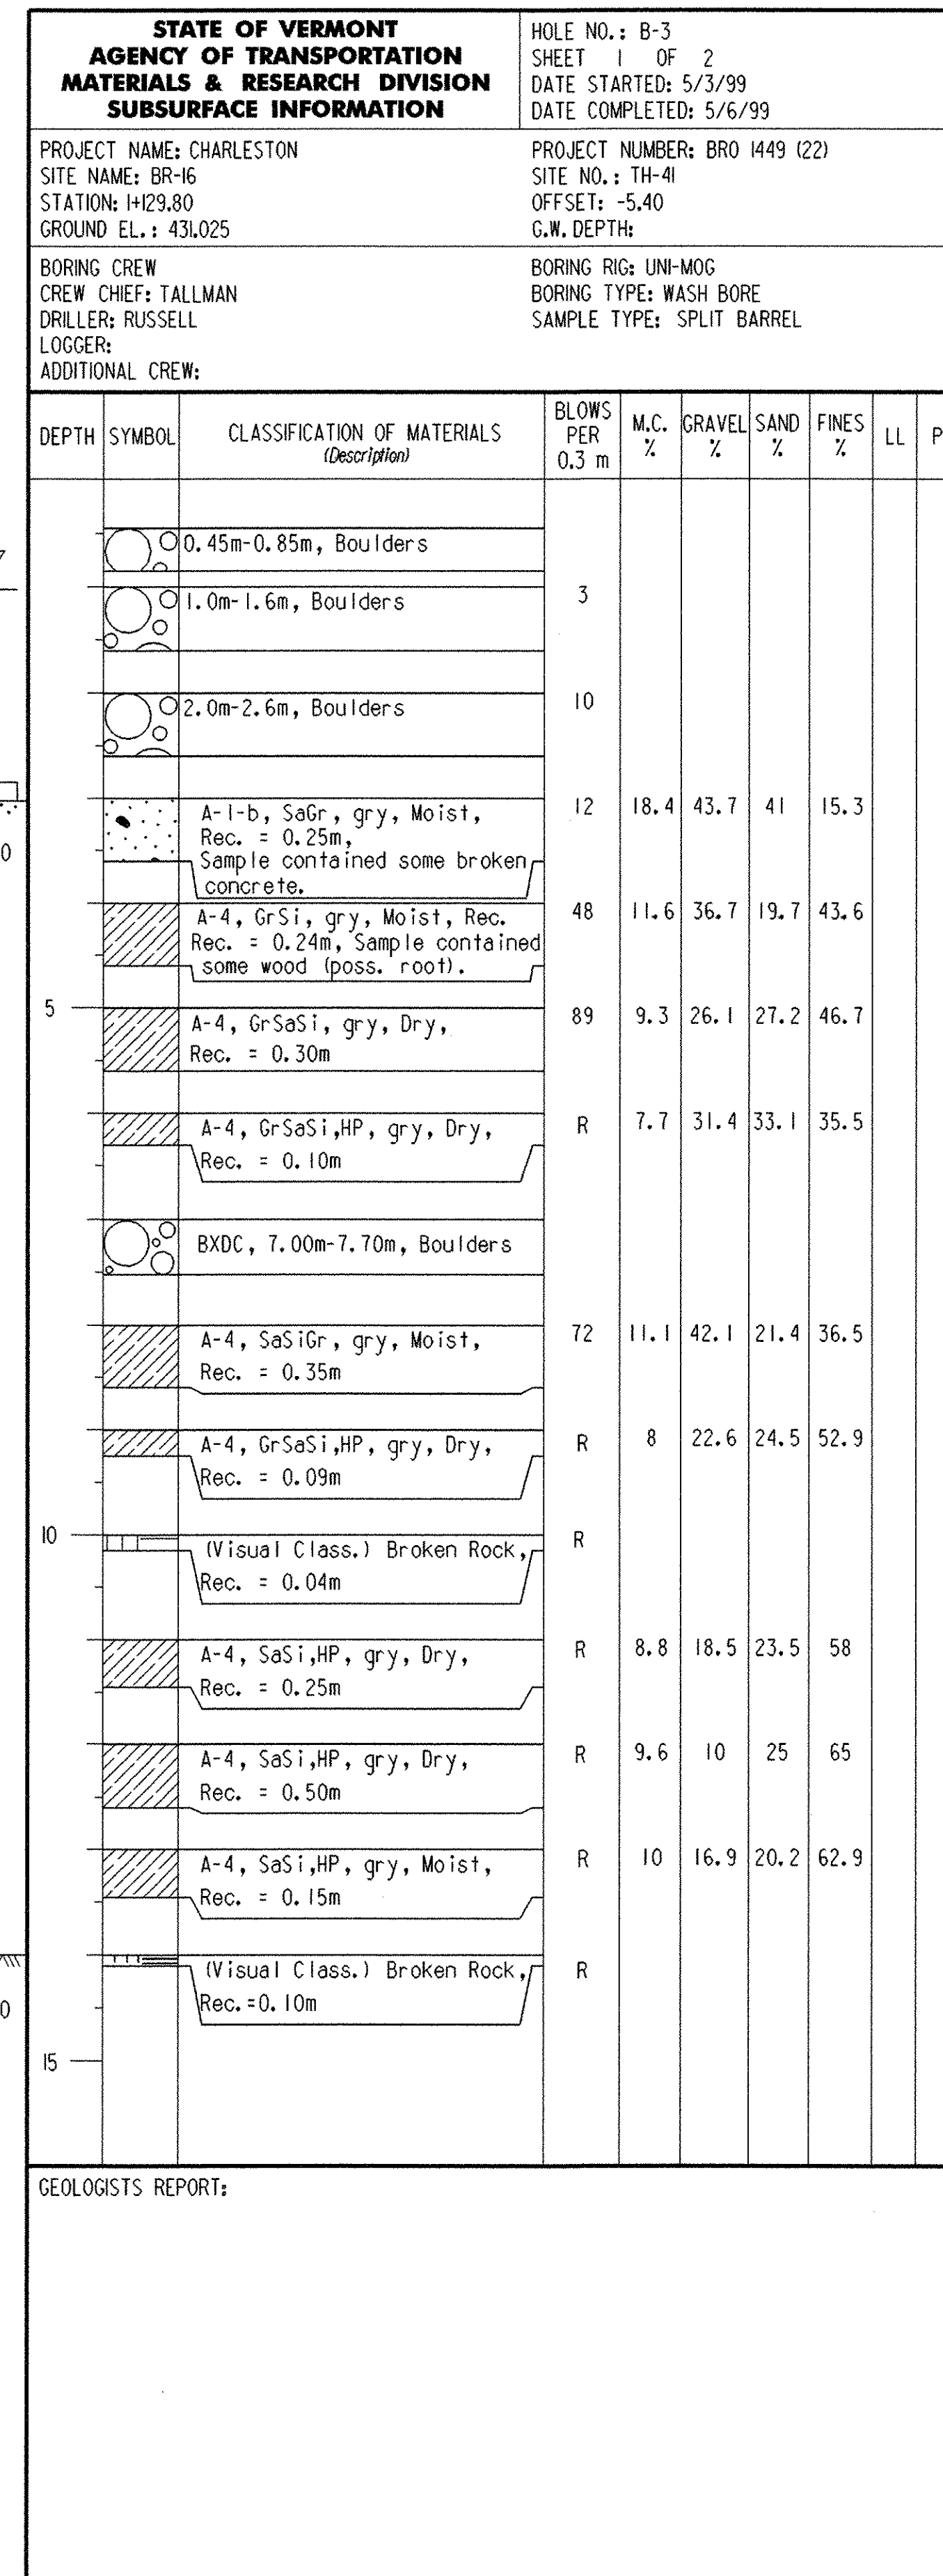 STATE OF VERMONT
AGENCY OF TRANSPORTATION
MATERIALS & RESEARCH DIVISION
SUBSURFACE INFORMATION
HOLE NO.: B-3
SHEET 1 OF 2
DATE STARTED: 5/3/99
DATE COMPLETED: 5/6/99
PROJECT NAME: CHARLESTON
SITE NAME: BR-16
STATION: 1+129.80
GROUND EL.: 431.025
PROJECT NUMBER: BRO 1449 (22)
SITE NO.: TH-41
OFFSET: -5.40
G.W. DEPTH:
BORING CREW
CREW CHIEF: TALLMAN
DRILLER: RUSSELL
LOGGER:
ADDITIONAL CREW:
BORING RIG: UNI-MOG
BORING TYPE: WASH BORE
SAMPLE TYPE: SPLIT BARREL
DEPTH SYMBOL CLASSIFICATION OF MATERIALS (Description) BLOWS PER 0.3 m M.C. % GRAVEL % SAND % FINES % LL P
0.45m-0.85m, Boulders
1.0m-1.6m, Boulders 3
2.0m-2.6m, Boulders 10
A-1-b, SaGr, gry, Moist, 12 18.4 43.7 41 15.3
Rec. = 0.25m,
0 Sample contained some broken
concrete.
A-4, GrSi, gry, Moist, Rec. 48 11.6 36.7 19.7 43.6
Rec. = 0.24m, Sample contained
some wood (poss. root).
5 A-4, GrSaSi, gry, Dry, 89 9.3 26.1 27.2 46.7
Rec. = 0.30m
A-4, GrSaSi,HP, gry, Dry, R 7.7 31.4 33.1 35.5
Rec. = 0.10m
BXDC, 7.00m-7.70m, Boulders
A-4, SaSiGr, gry, Moist, 72 11.1 42.1 21.4 36.5
Rec. = 0.35m
A-4, GrSaSi,HP, gry, Dry, R 8 22.6 24.5 52.9
Rec. = 0.09m
10 (Visual Class.) Broken Rock, R
Rec. = 0.04m
A-4, SaSi,HP, gry, Dry, R 8.8 18.5 23.5 58
Rec. = 0.25m
A-4, SaSi,HP, gry, Dry, R 9.6 10 25 65
Rec. = 0.50m
A-4, SaSi,HP, gry, Moist, R 10 16.9 20.2 62.9
Rec. = 0.15m
(Visual Class.) Broken Rock, R
0 Rec.=0.10m
15
GEOLOGISTS REPORT: